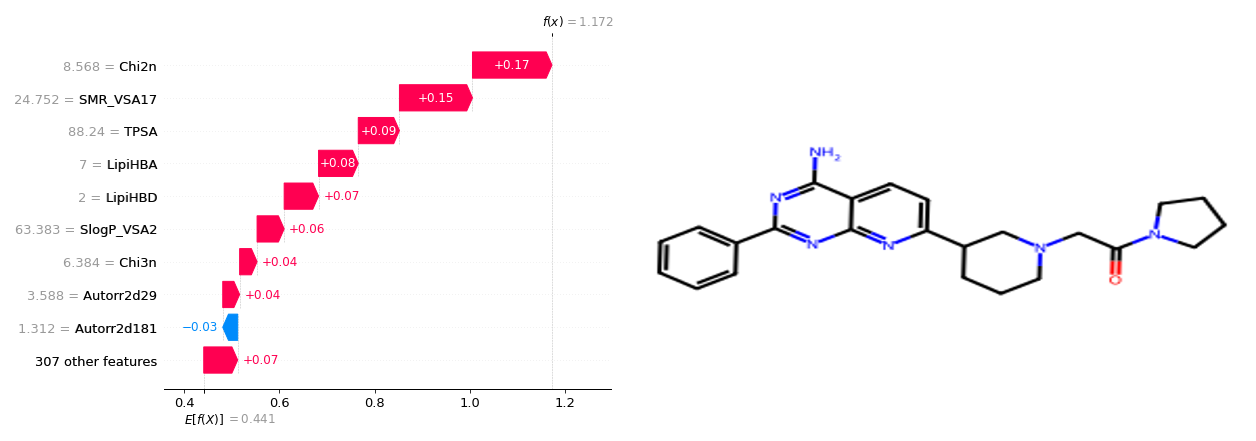 f(x) = 1.172
8.568 = Chi2n
+0.17
24.752 = SMR_VSA17
+0.15
88.24 = TPSA
+0.09
7 = LipiHBA
+0.08
2 = LipiHBD
+0.07
63.383 = SlogP_VSA2
+0.06
6.384 = Chi3n
+0.04
3.588 = Autorr2d29
+0.04
1.312 = Autorr2d181
−0.03
307 other features
+0.07
0.4 0.6 0.8 1.0 1.2
E[f(X)] = 0.441
NH2
N
N
N
N
N
O